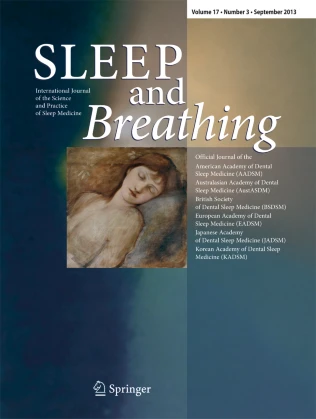 Volume 17 • Number 3 • September 2013
SLEEP
and
Breathing
International Journal
of the Science
and Practice
of Sleep Medicine
Official Journal of the
American Academy of Dental
Sleep Medicine (AADSM)
Australasian Academy of Dental
Sleep Medicine (AustASDM)
British Society
of Dental Sleep Medicine (BSDSM)
European Academy of Dental
Sleep Medicine (EADSM)
Japanese Academy
of Dental Sleep Medicine (JADSM)
Korean Academy of Dental Sleep
Medicine (KADSM)
Springer